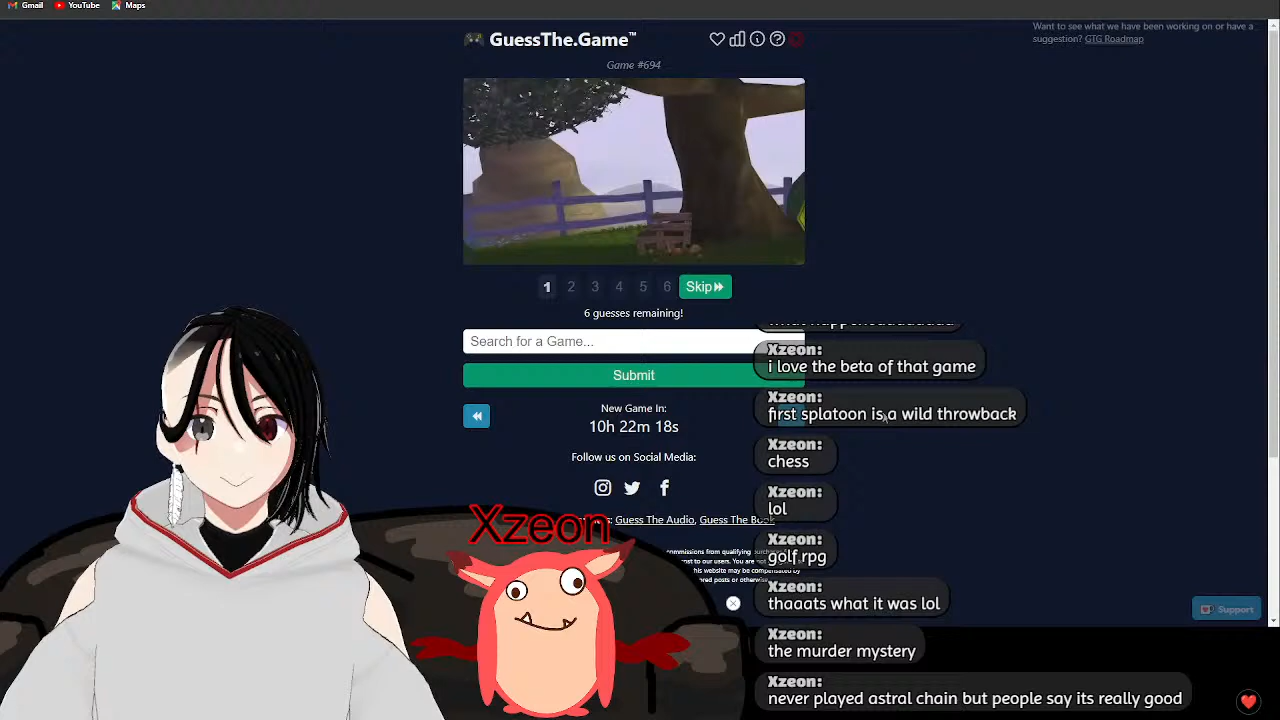 Gmail YouTube Maps
Want to see what we have been working on or have a
suggestion? GTG Roadmap
GuessThe.Game™
Game #694
1 2 3 4 5 6 Skip
6 guesses remaining!
Search for a Game...
Submit
New Game In:
10h 22m 18s
Follow us on Social Media:
Guess The Audio, Guess The Book
Support
Xzeon
Xzeon:
i love the beta of that game
Xzeon:
first splatoon is a wild throwback
Xzeon:
chess
Xzeon:
lol
Xzeon:
golf rpg
Xzeon:
thaaats what it was lol
Xzeon:
the murder mystery
Xzeon:
never played astral chain but people say its really good